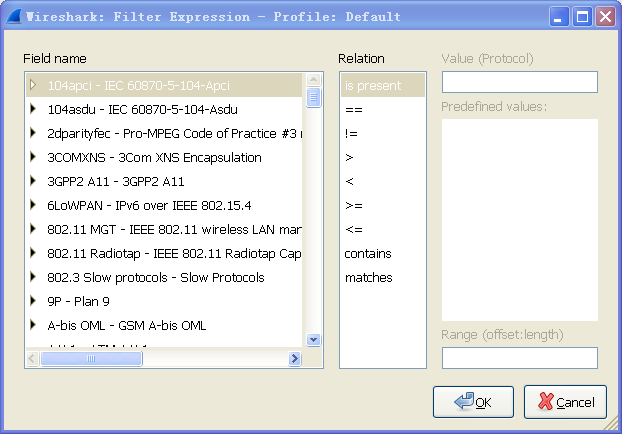 Wireshark: Filter Expression - Profile: Default
Field name
Relation
Value (Protocol)
104apci - IEC 60870-5-104-Apci
is present
104asdu - IEC 60870-5-104-Asdu
==
Predefined values:
2dparityfec - Pro-MPEG Code of Practice #3
!=
3COMXNS - 3Com XNS Encapsulation
>
3GPP2 A11 - 3GPP2 A11
<
6LoWPAN - IPv6 over IEEE 802.15.4
>=
802.11 MGT - IEEE 802.11 wireless LAN
<=
802.11 Radiotap - IEEE 802.11 Radiotap Cap
contains
802.3 Slow protocols - Slow Protocols
matches
9P - Plan 9
A-bis OML - GSM A-bis OML
Range (offset:length)
OK
Cancel